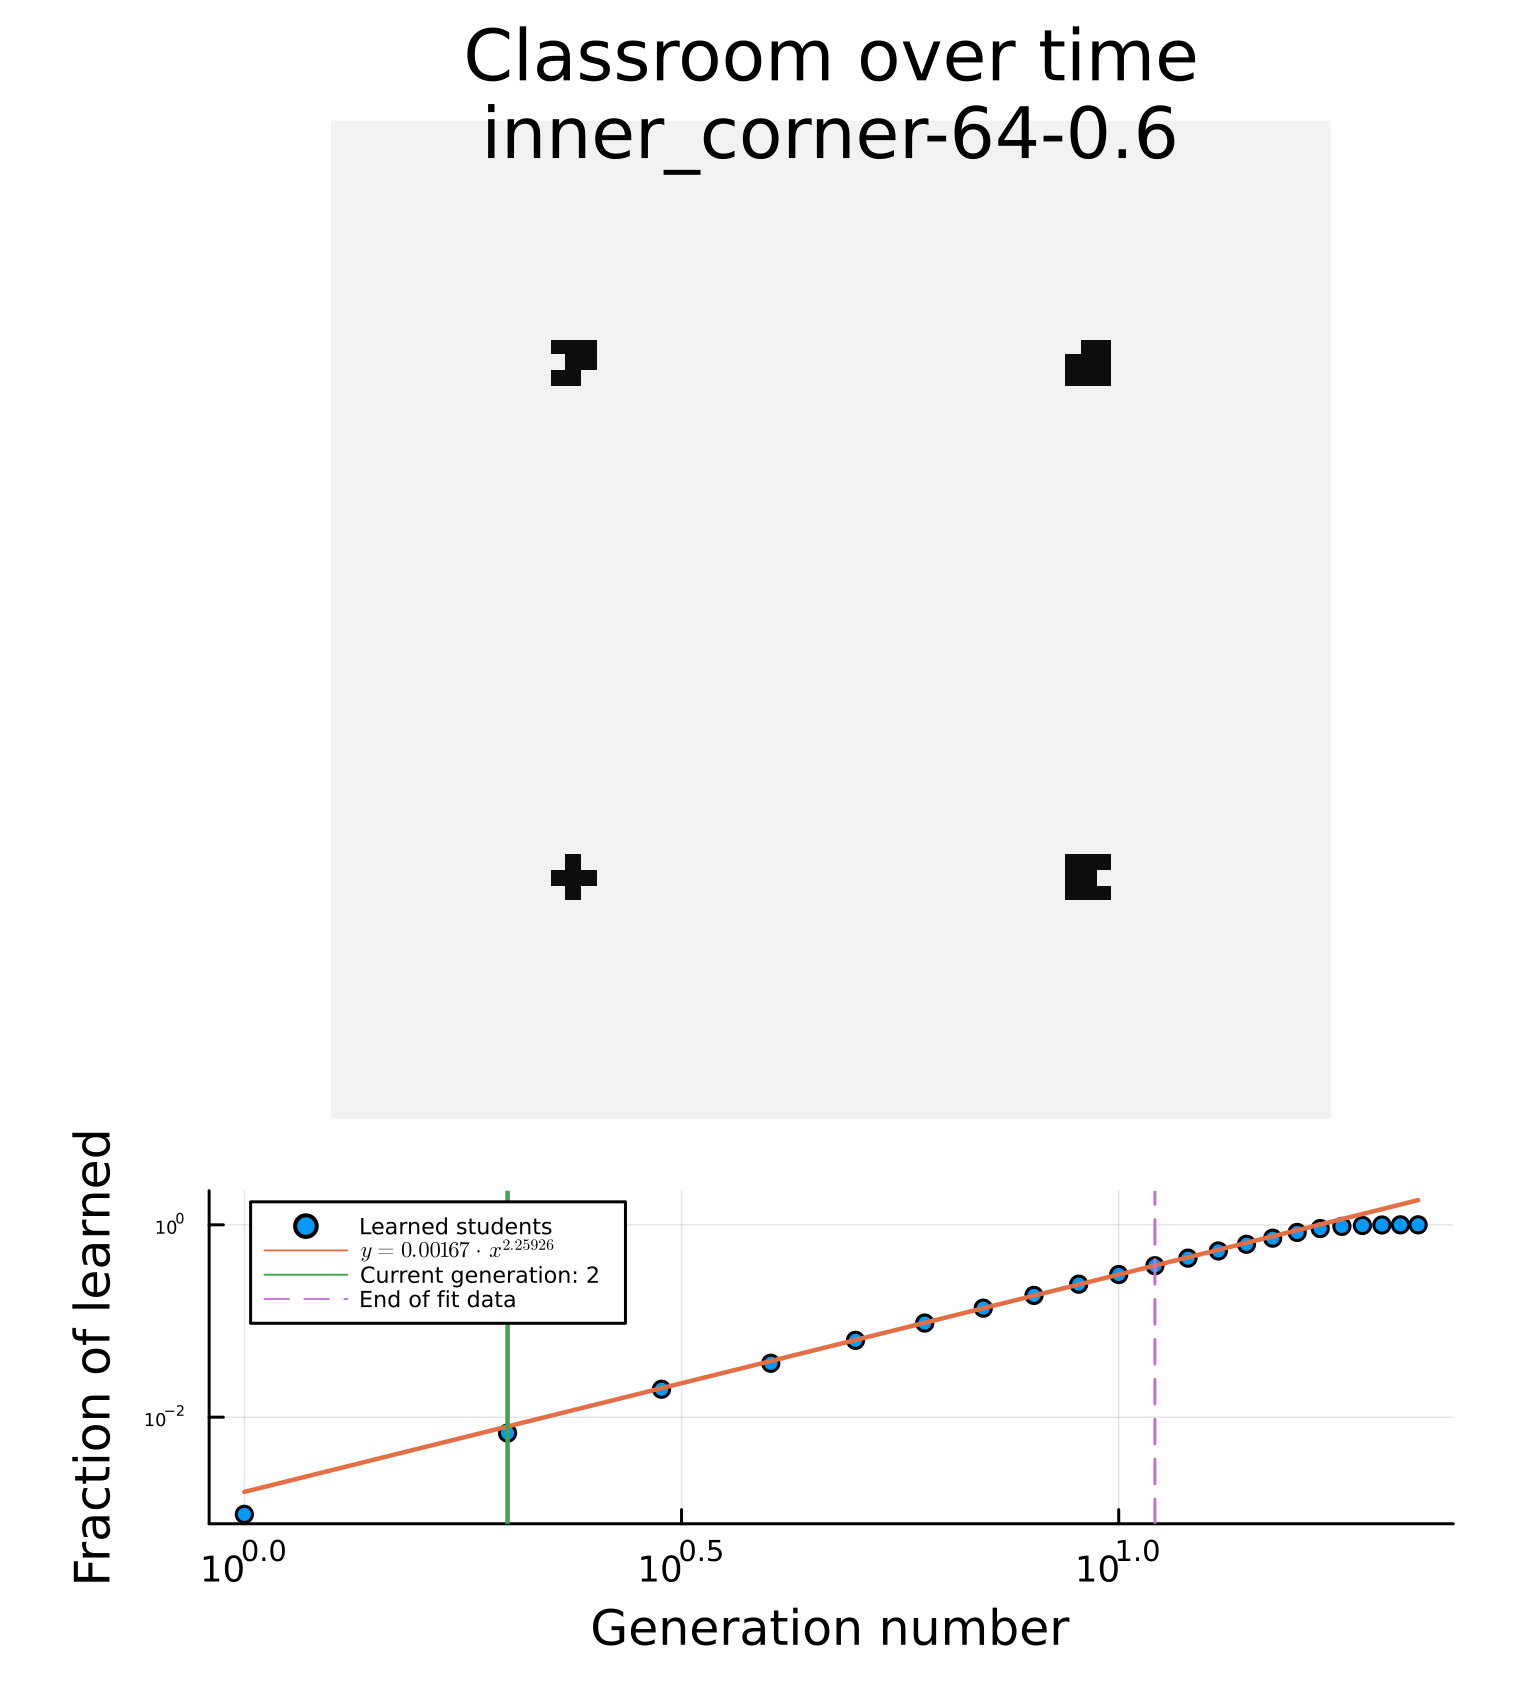 Classroom over time
inner_corner-64-0.6
Fraction of learned
10^0
10^−2
Learned students
y = 0.00167 · x^2.25926
Current generation: 2
End of fit data
10^0.0
10^0.5
10^1.0
Generation number